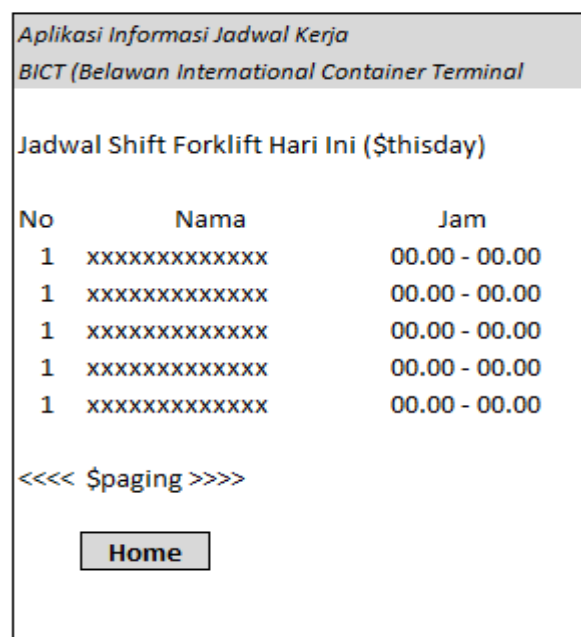 Aplikasi Informasi Jadwal Kerja
BICT (Belawan International Container Terminal
Jadwal Shift Forklift Hari Ini ($thisday)
No Nama Jam
1 xxxxxxxxxxxxx 00.00 - 00.00
1 xxxxxxxxxxxxx 00.00 - 00.00
1 xxxxxxxxxxxxx 00.00 - 00.00
1 xxxxxxxxxxxxx 00.00 - 00.00
1 xxxxxxxxxxxxx 00.00 - 00.00
<<<< $paging >>>>
Home